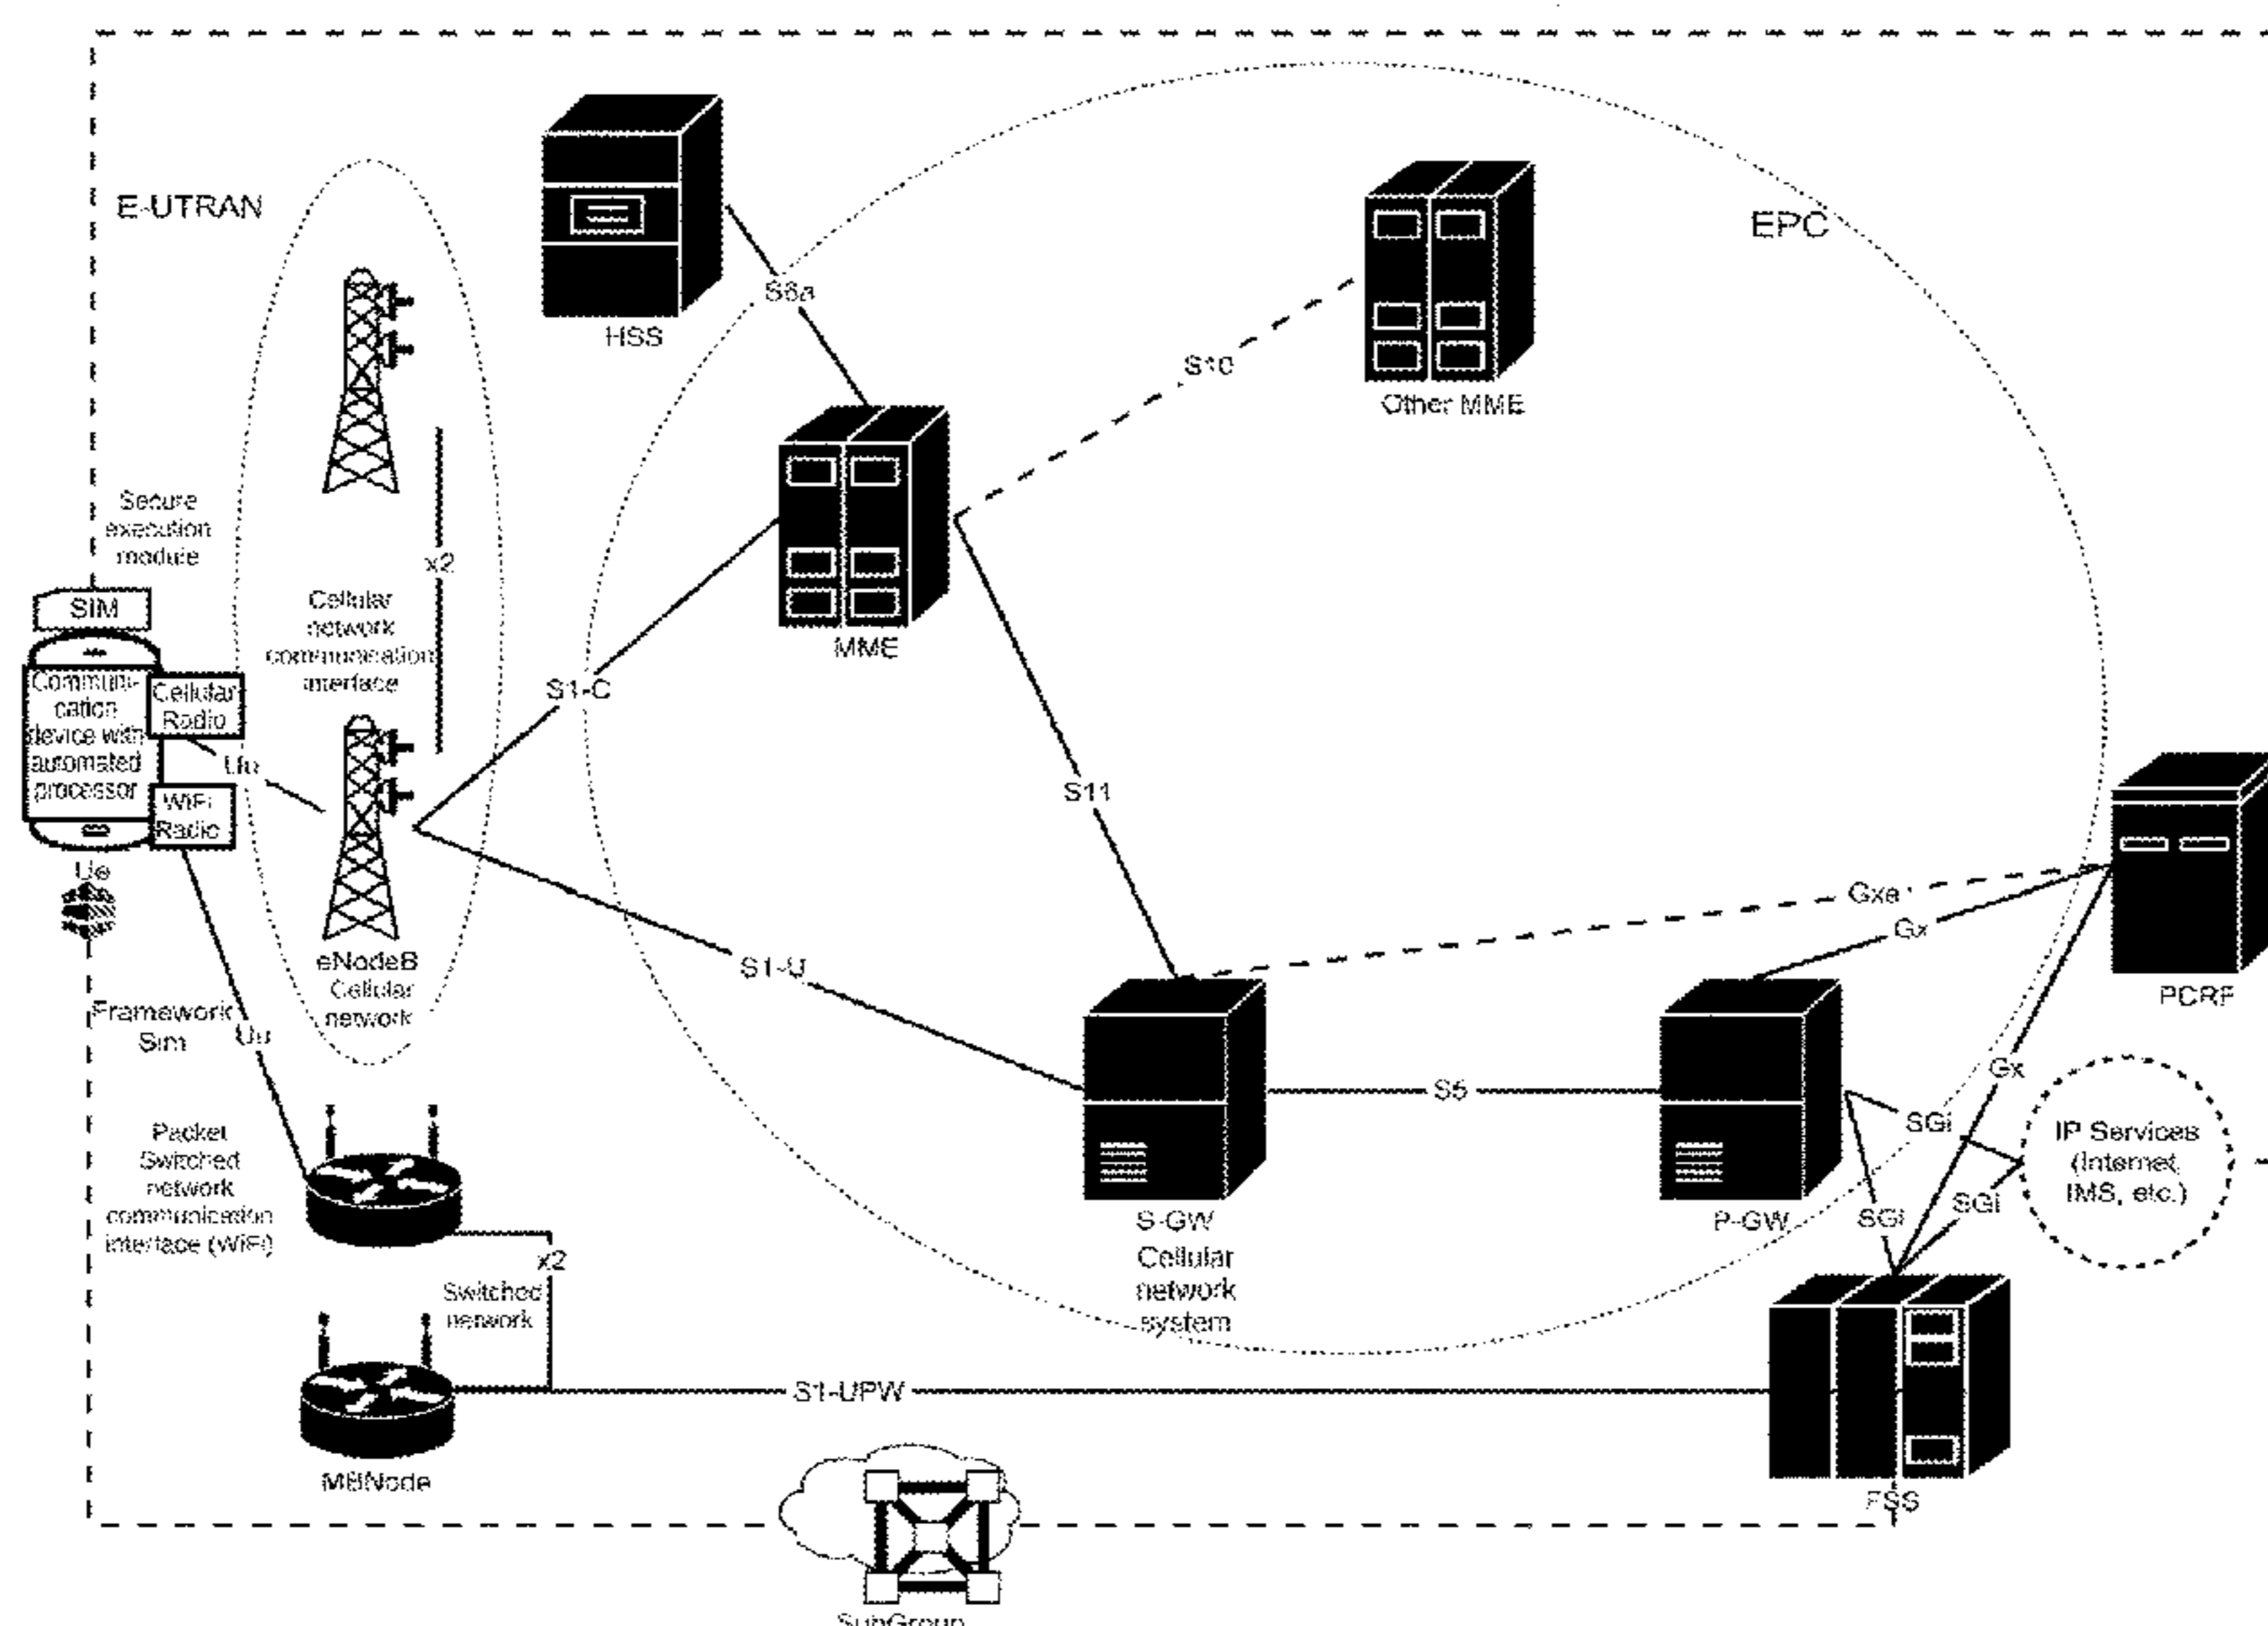 E-UTRAN
EPC
HSS
S6a
S10
Other MME
Secure
execution
module
x2
SIM
Cellular
network
communication
interface
MME
S1-C
Communi-
cation
device with
automated
processor
Cellular
Radio
Uu
WiFi
Radio
Ue
S11
Gxa
Gx
PCRF
eNodeB
Cellular
network
S1-U
Framework
Sim
Uu
Gx
S5
SGi
IP Services
(Internet,
IMS, etc.)
Packet
Switched
network
communication
interface (WiFi)
S-GW
P-GW
SGi
SGi
Cellular
network
system
x2
Switched
network
S1-UPW
MBNode
FSS
SubGroup